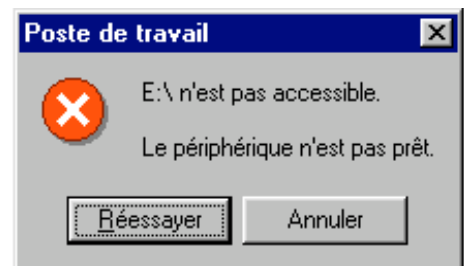 Poste de travail
E:\ n'est pas accessible.
Le périphérique n'est pas prêt.
Réessayer
Annuler